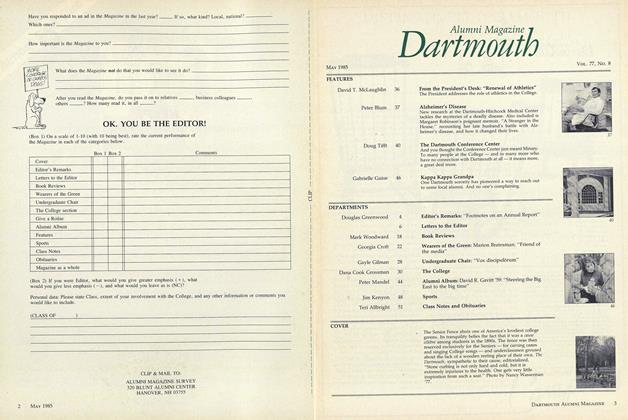 Have you responded to an ad in the Magazine in the last year? If so, what kind? Local, national?
Which ones?
How important is the Magazine to you?
What does the Magazine not do that you would like to see it do?
After you read the Magazine, do you pass it on to relatives , business colleagues
others ? How many read it, in all ?
OK. YOU BE THE EDITOR!
(Box 1) On a scale of 1-10 (with 10 being best), rate the current performance of
the Magazine in each of the categories below.
Box 1 Box 2 Comments
Cover
Editor's Remarks
Letters to the Editor
Book Reviews
Wearers of the Green
Undergraduate Chair
The College section
Give a Rouse
Alumni Album
Features
Sports
Class Notes
Obituaries
Magazine as a whole
(Box 2) If you were Editor, what would you give greater emphasis (+), what
would you give less emphasis (–), and what would you leave as is (NC)?
Personal data: Please state Class, extent of your involvement with the College, and any other information or comments you
would like to include.
(CLASS OF )
CLIP & MAIL TO:
ALUMNI MAGAZINE SURVEY
320 BLUNT ALUMNI CENTER
HANOVER, NH 03755
2 MAY 1985
CLIP
Alumni Magazine
Dartmouth
MAY 1985 VOL. 77, NO. 8
FEATURES
David T. McLaughlin 36 From the President's Desk: "Renewal of Athletics"
The President addresses the role of athletics in the College.
Peter Blum 37 Alzheimer's Disease
New research at the Dartmouth-Hitchcock Medical Center
tackles the mysteries of a deadly disease. Also included is
Margaret Robinson's poignant memoir, "A Stranger in the
House," recounting her late husband's battle with Alz-
heimer's disease, and how it changed their lives.
37
Doug Tifft 40 The Dartmouth Conference Center
And you thought the Conference Center just meant Minary.
To many people at the College — and to many more who
have no connection with Dartmouth at all — it means more,
a great deal more.
Gabrielle Guise 46 Kappa Kappa Grandpa
One Dartmouth sorority has pioneered a way to reach out
to some local alumni. And no one's complaining.
40
DEPARTMENTS
Douglas Greenwood 4 Editor's Remarks: "Footnotes on an Annual Report"
6 Letters to the Editor
Mark Woodward 18 Book Reviews
Georgia Croft 22 Wearers of the Green: Marion Bratesman: "Friend of
the media"
Gayle Gilman 28 Undergraduate Chair: "Vox discipulorum"
Dana Cook Grossman 30 The College
Peter Mandel 44 Alumni Album: David R. Gavitt '59: "Steering the Big
East to the big time"
Jim Kenyon 48 Sports
Teri Allbright 51 Class Notes and Obituaries
46
COVER
The Senior Fence shuts one of America's loveliest college
greens. Its tranquility belies the fact that it was a cause
célèbre among students in the 1890s. The fence was then
reserved exclusively for the Seniors — for carving canes
and singing College songs — and underclassmen groused
about the lack of a wooden resting place of their own. The
Dartmouth, sympathetic to their cause, editorialized,
"Stone curbing is not only hard and cold, but it is
extremely injurious to the health. One gets very little
inspiration from such a seat." Photo by Nancy Wasserman
'77.
DARTMOUTH ALUMNI MAGAZINE 3